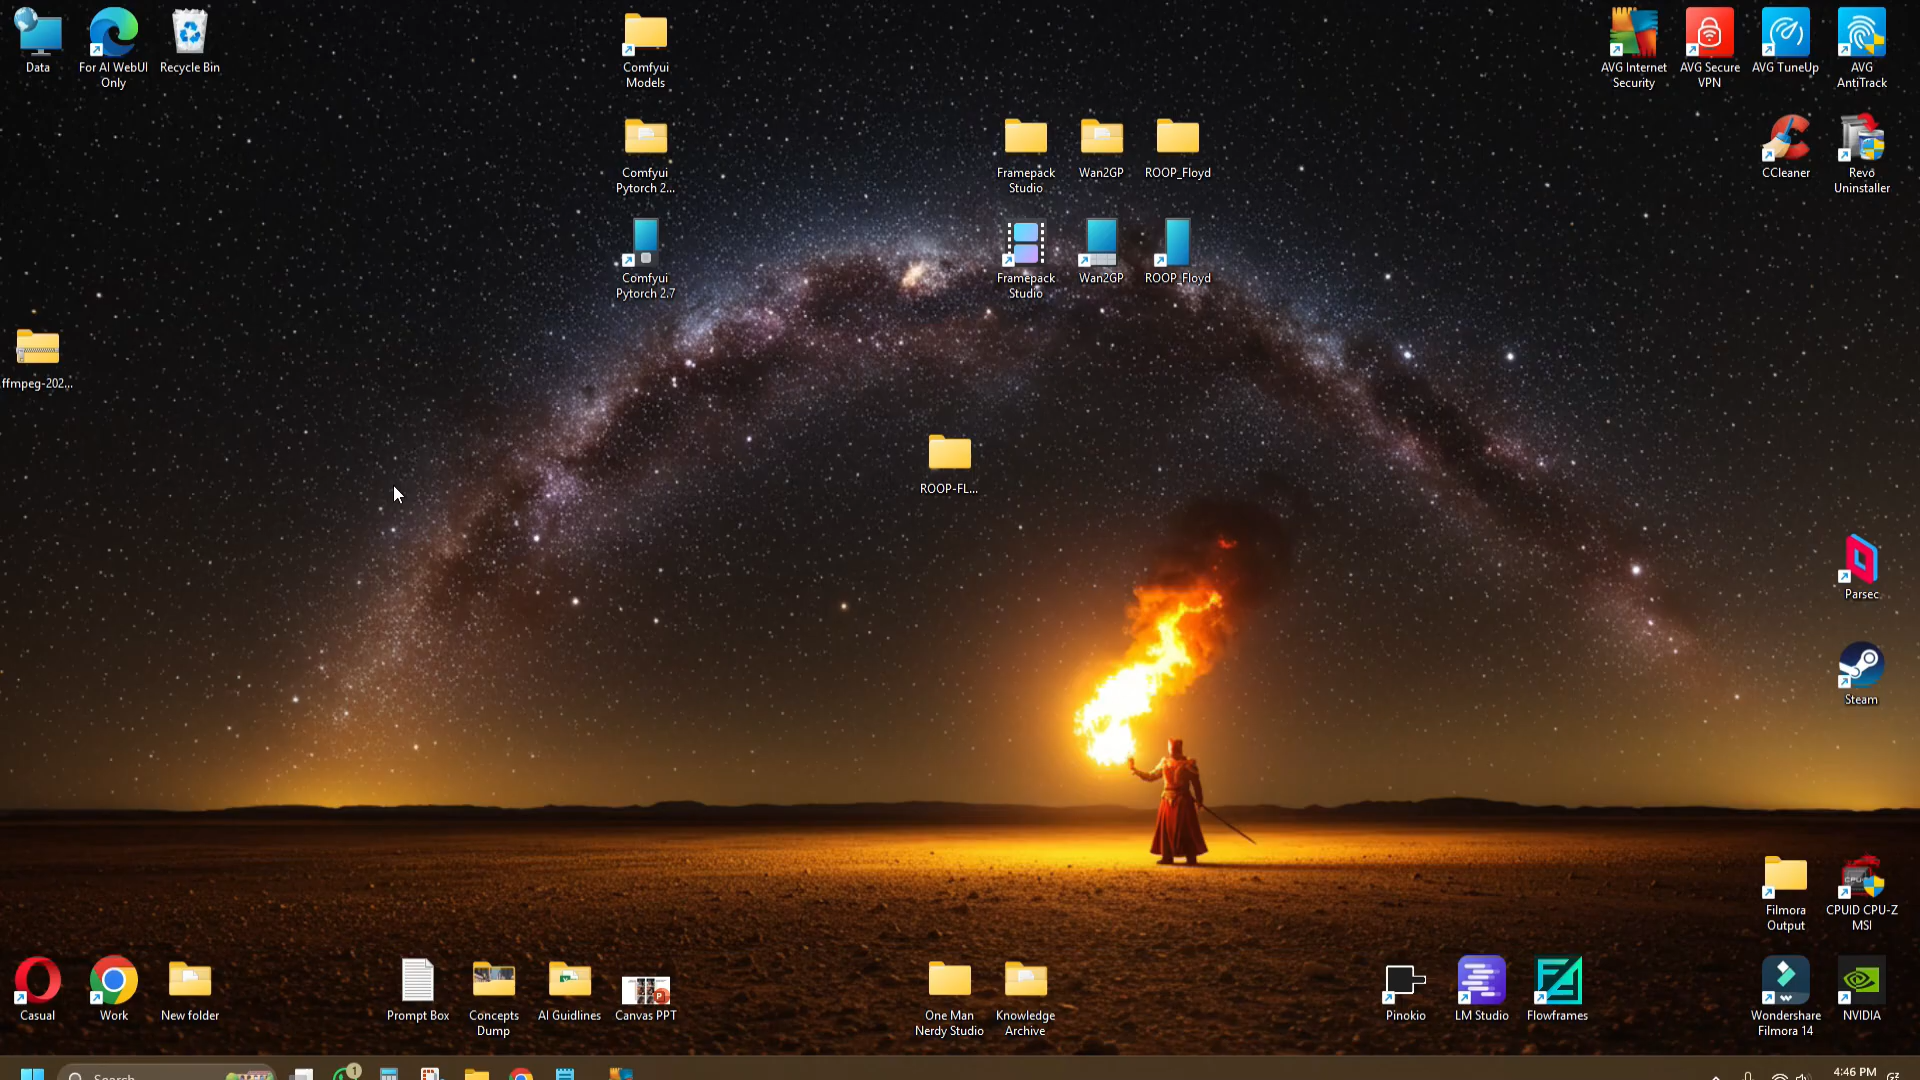 Data
For AI WebUI
Only
Recycle Bin
Comfyui
Models
AVG Internet
Security
AVG Secure
VPN
AVG TuneUp
AVG
AntiTrack
Comfyui
Pytorch 2...
Framepack
Studio
Wan2GP
ROOP_Floyd
CCleaner
Revo
Uninstaller
Comfyui
Pytorch 2.7
Framepack
Studio
Wan2GP
ROOP_Floyd
ffmpeg-202...
ROOP-FL...
Parsec
Steam
Filmora
Output
CPUID CPU-Z
MSI
Casual
Work
New folder
Prompt Box
Concepts
Dump
AI Guidlines
Canvas PPT
One Man
Nerdy Studio
Knowledge
Archive
Pinokio
LM Studio
Flowframes
Wondershare
Filmora 14
NVIDIA
Search
1
4:46 PM